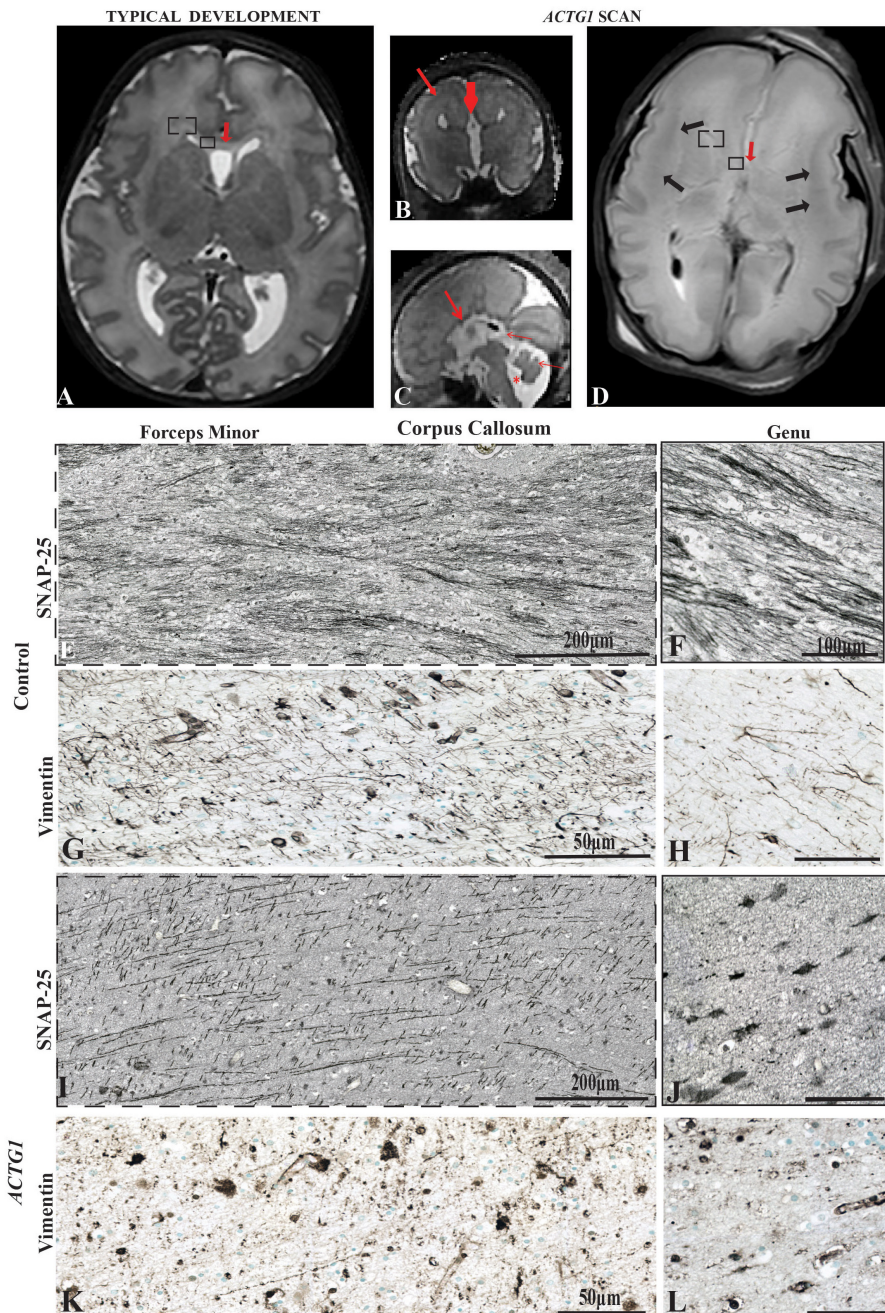 TYPICAL DEVELOPMENT
ACTG1 SCAN
A
B
C
*
D
Forceps Minor
Corpus Callosum
Genu
Control
SNAP-25
E
200µm
F
100µm
Vimentin
G
50µm
H
ACTG1
SNAP-25
I
200µm
J
Vimentin
K
50µm
L